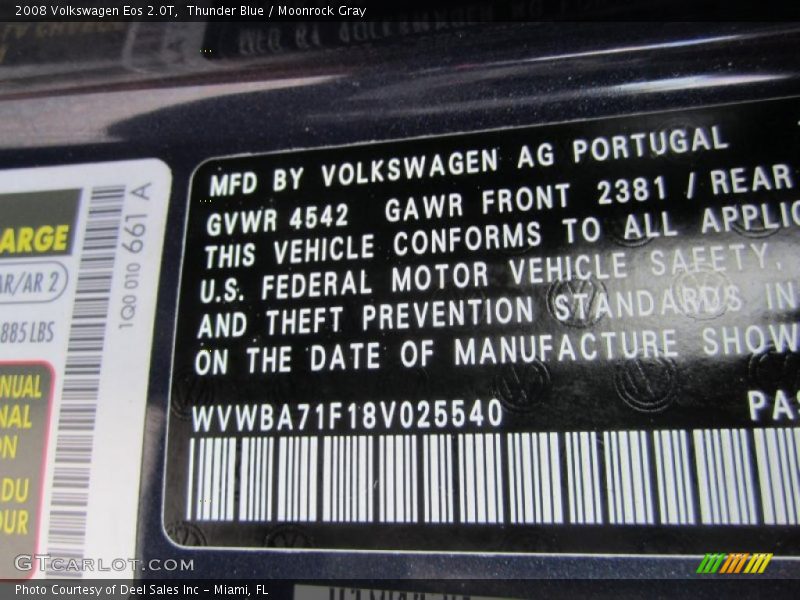 2008 Volkswagen Eos 2.0T, Thunder Blue / Moonrock Gray
MFD BY VOLKSWAGEN AG PORTUGAL
GVWR 4542 GAWR FRONT 2381 / REAR
THIS VEHICLE CONFORMS TO ALL APPLIC
U.S. FEDERAL MOTOR VEHICLE SAFETY,
AND THEFT PREVENTION STANDARDS IN
ON THE DATE OF MANUFACTURE SHOW
WVWBA71F18V025540 PAS
ARGE
AR/AR 2
885 LBS
1Q0 010 661 A
NUAL
NAL
ON
DU
OUR
GTCARLOT.COM
Photo Courtesy of Deel Sales Inc – Miami, FL